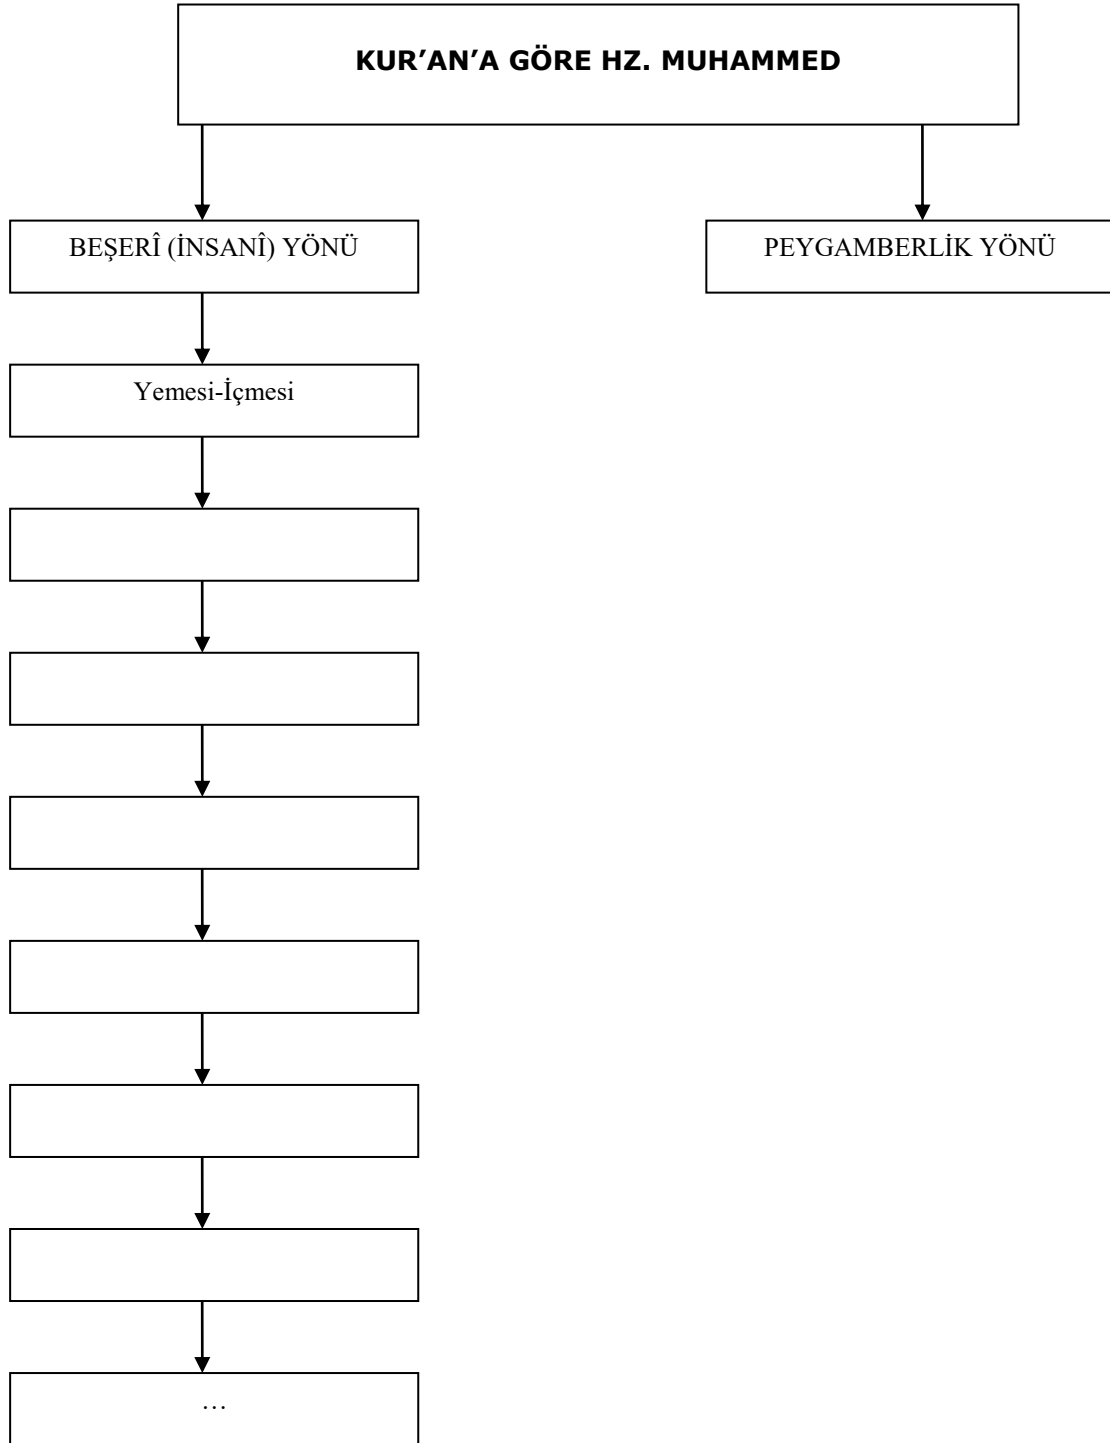 KUR’AN’A GÖRE HZ. MUHAMMED
BEŞERÎ (İNSANÎ) YÖNÜ
PEYGAMBERLİK YÖNÜ
Yemesi-İçmesi
…